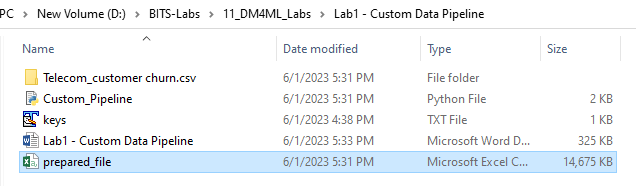 PC > New Volume (D:) > BITS-Labs > 11_DM4ML_Labs > Lab1 - Custom Data Pipeline
Name Date modified Type Size
Telecom_customer churn.csv 6/1/2023 5:31 PM File folder
Custom_Pipeline 6/1/2023 5:31 PM Python File 2 KB
keys 6/1/2023 4:38 PM TXT File 1 KB
Lab1 - Custom Data Pipeline 6/1/2023 5:33 PM Microsoft Word D... 325 KB
prepared_file 6/1/2023 5:31 PM Microsoft Excel C... 14,675 KB